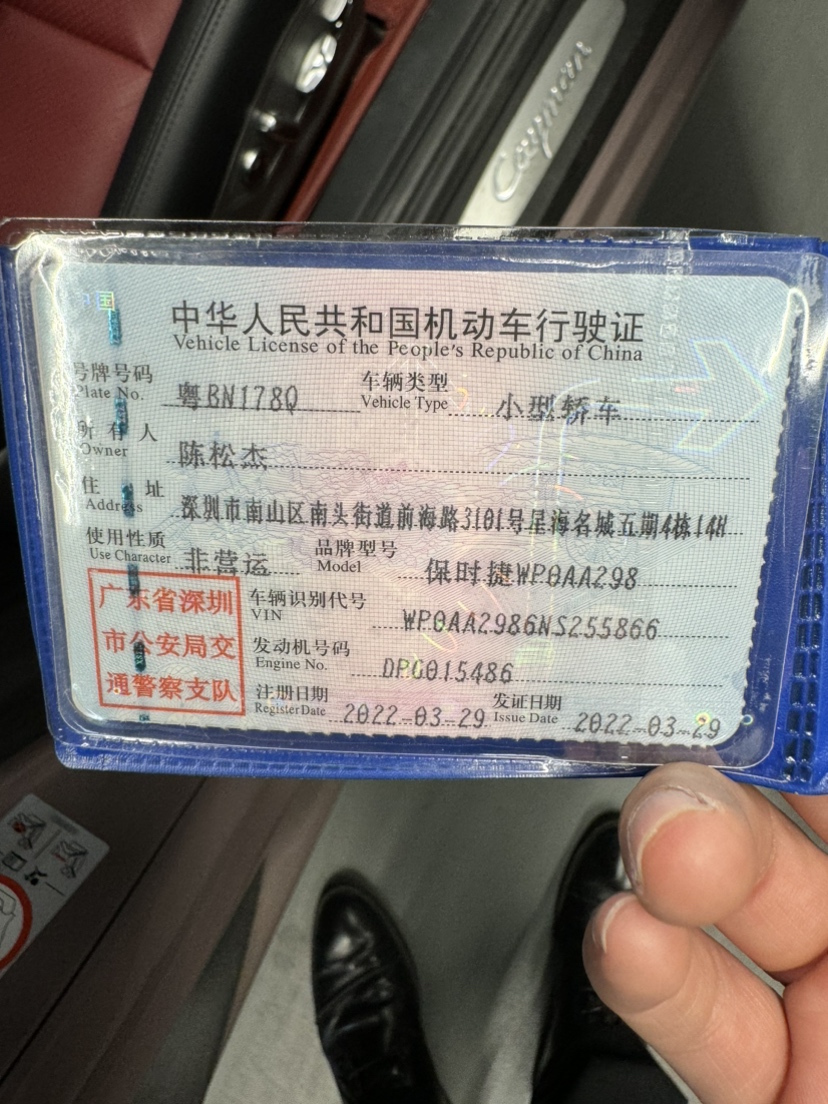 Cayman
中华人民共和国机动车行驶证
Vehicle License of the People's Republic of China
号牌号码 粤BN178Q 车辆类型 小型轿车
Plate No. Vehicle Type
所有人 陈松杰
Owner
住址 深圳市南山区南头街道前海路3101号星海名城五期4栋14H
Address
使用性质 非营运 品牌型号 保时捷WP0AA298
Use Character Model
广东省深圳
市公安局交
通警察支队
车辆识别代号 WP0AA2986NS255866
VIN
发动机号码 DPG015486
Engine No.
注册日期 2022-03-29 发证日期 2022-03-29
Register Date Issue Date